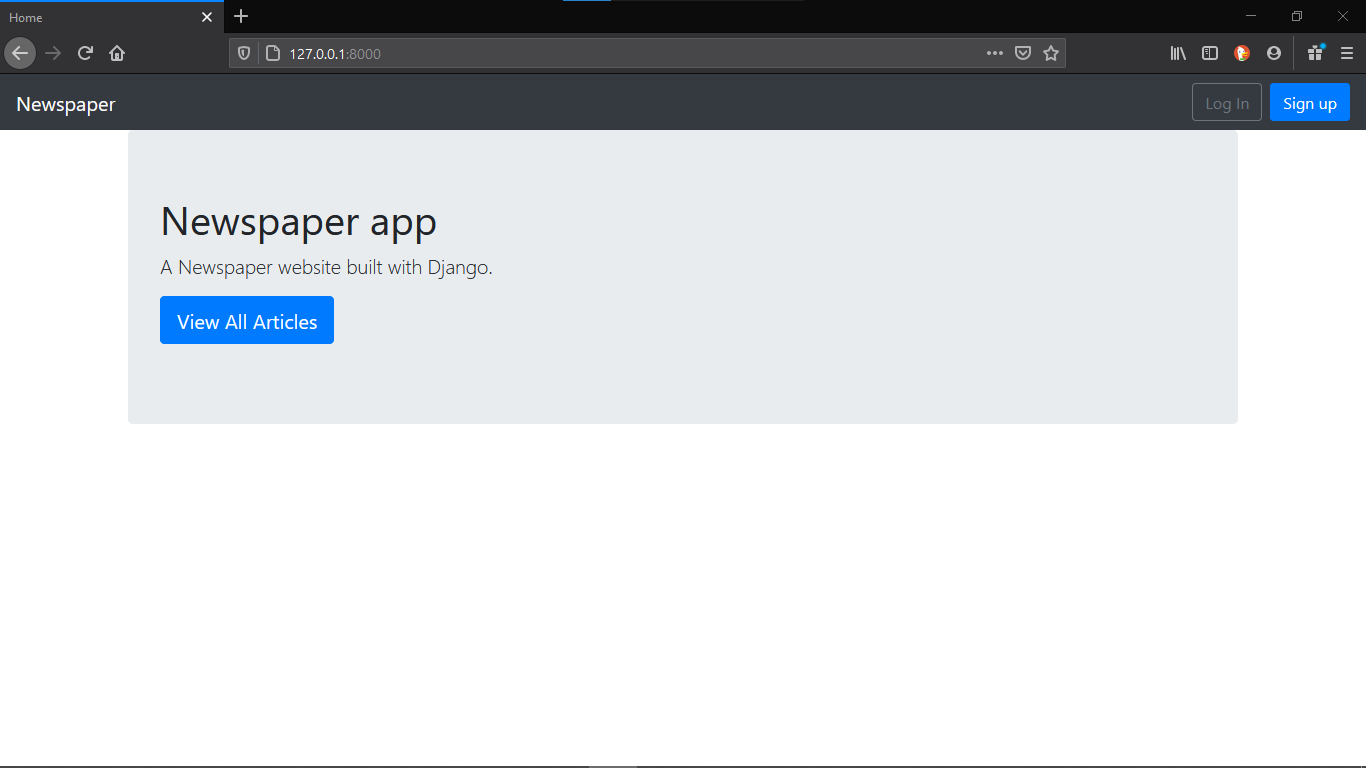 Home
127.0.0.1:8000
Newspaper
Log In
Sign up
Newspaper app
A Newspaper website built with Django.
View All Articles